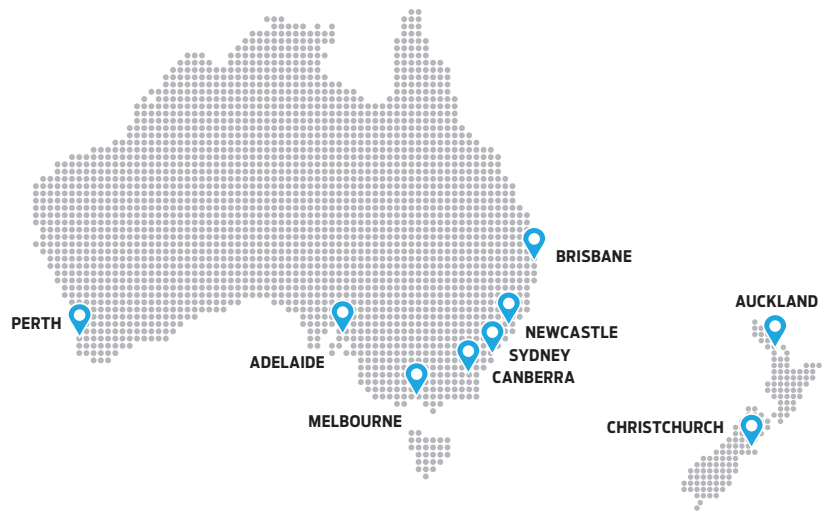 BRISBANE
AUCKLAND
PERTH
NEWCASTLE
SYDNEY
ADELAIDE
CANBERRA
MELBOURNE
CHRISTCHURCH